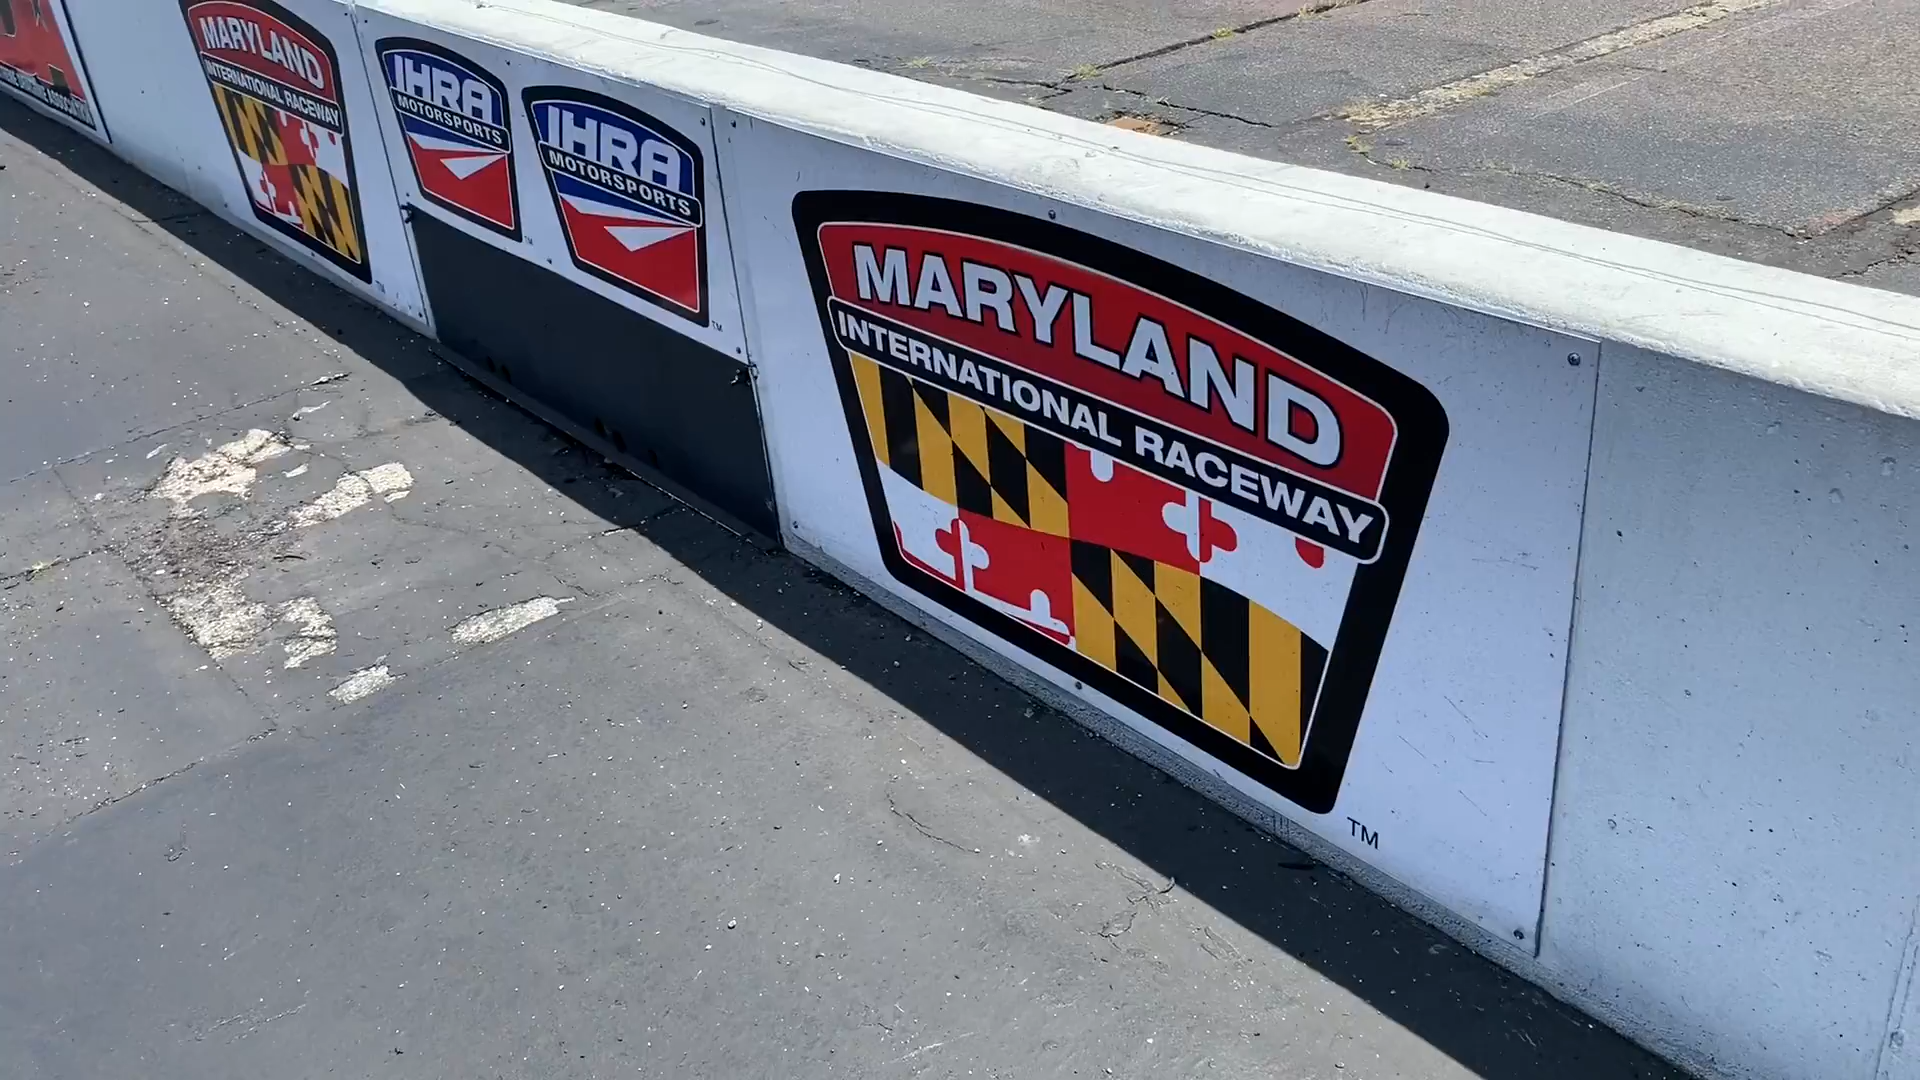 MARYLAND
INTERNATIONAL RACEWAY
IHRA
MOTORSPORTS
TM
IHRA
MOTORSPORTS
TM
MARYLAND
INTERNATIONAL RACEWAY
TM